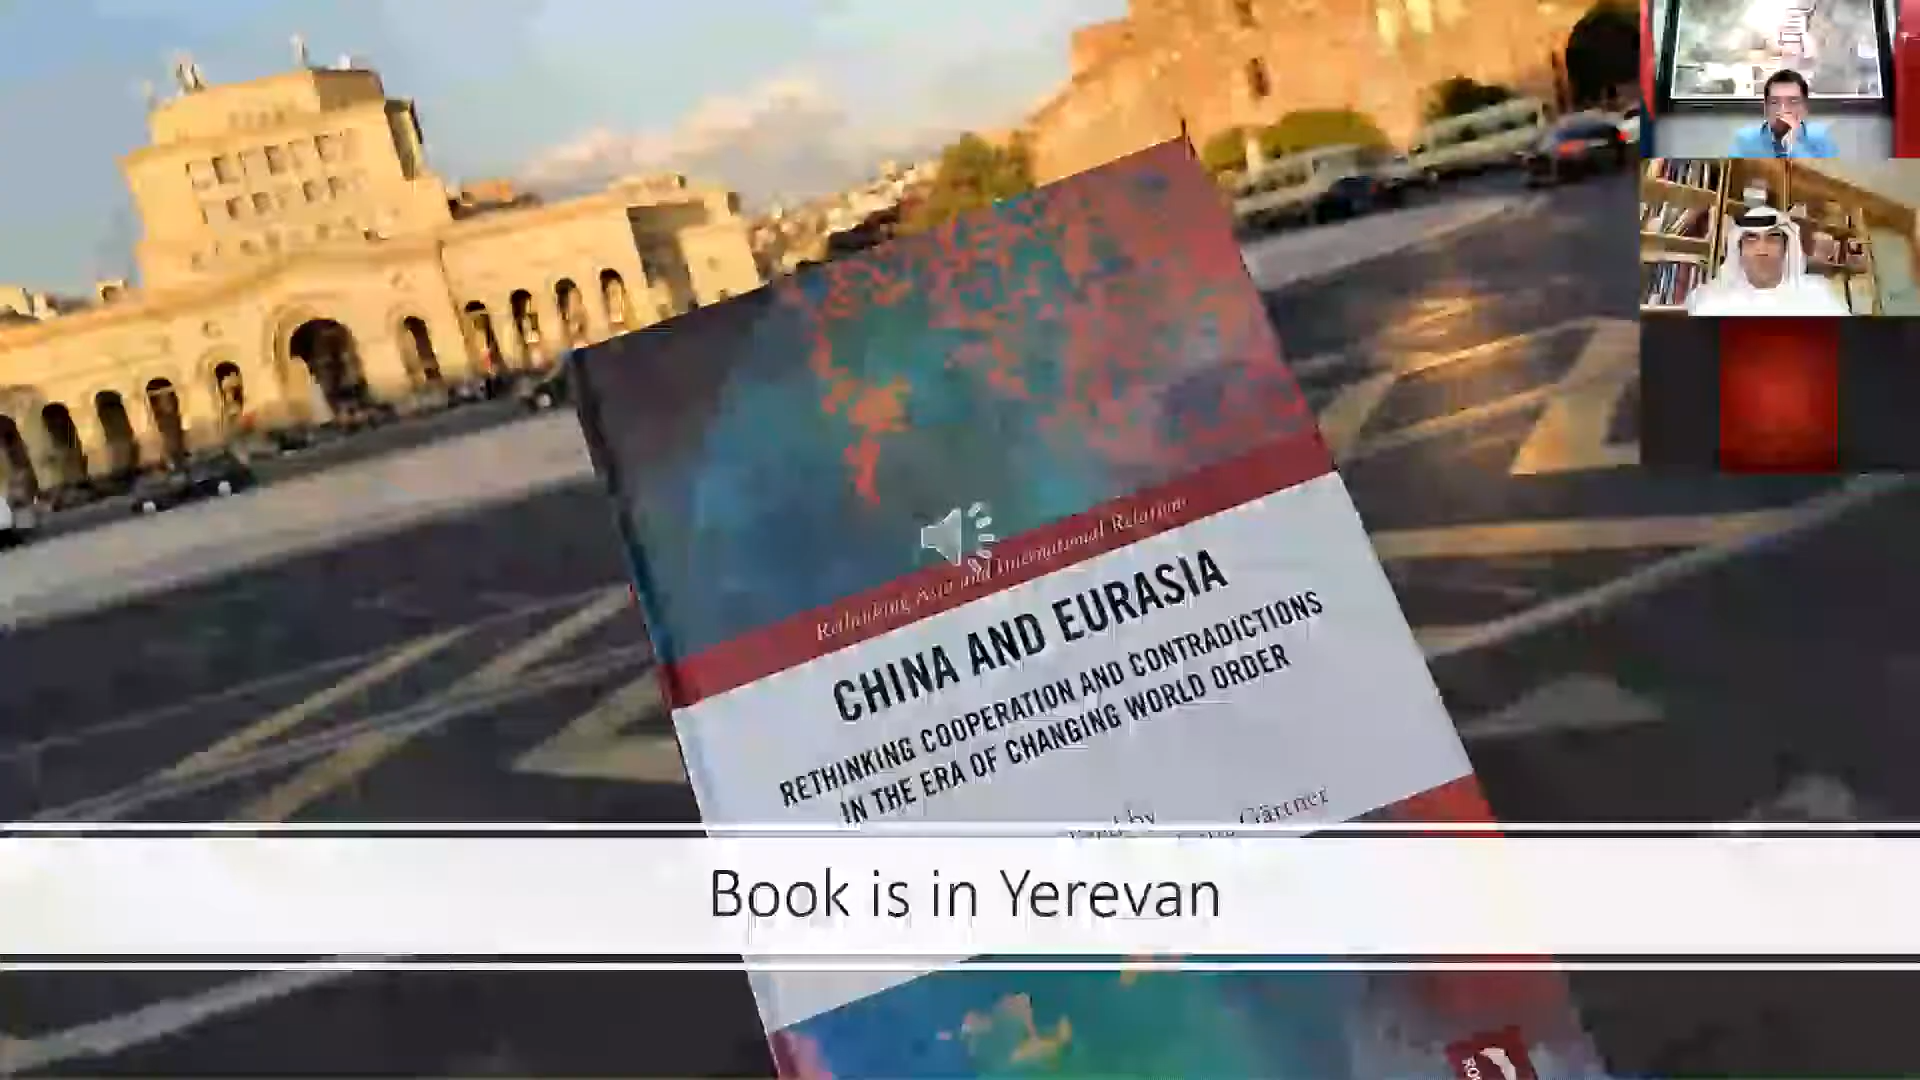 Rethinking Asia and International Relations
CHINA AND EURASIA
RETHINKING COOPERATION AND CONTRADICTIONS
IN THE ERA OF CHANGING WORLD ORDER
by
Gärtner
Book is in Yerevan